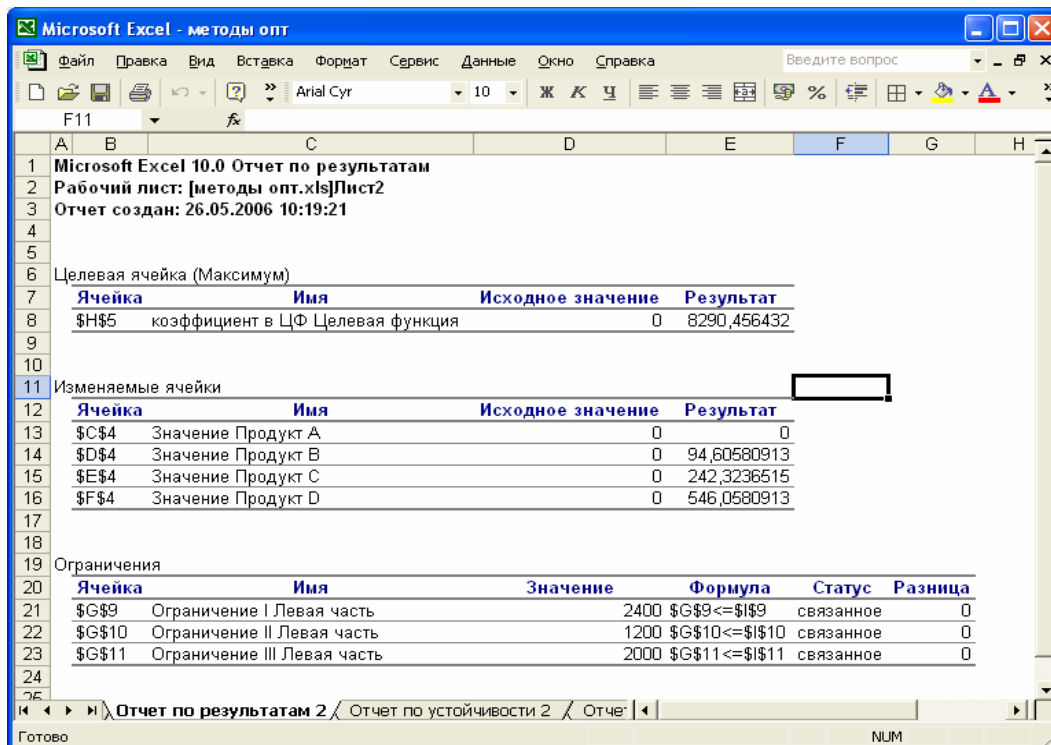 Microsoft Excel - методы опт
Файл Правка Вид Вставка Формат Сервис Данные Окно Справка Введите вопрос
Arial Cyr 10 Ж К Ч %
F11 fx
A B C D E F G H
1 Microsoft Excel 10.0 Отчет по результатам
2 Рабочий лист: [методы опт.xls]Лист2
3 Отчет создан: 26.05.2006 10:19:21
4
5
6 Целевая ячейка (Максимум)
7 Ячейка Имя Исходное значение Результат
8 $H$5 коэффициент в ЦФ Целевая функция 0 8290,456432
9
10
11 Изменяемые ячейки
12 Ячейка Имя Исходное значение Результат
13 $C$4 Значение Продукт A 0 0
14 $D$4 Значение Продукт B 0 94,60580913
15 $E$4 Значение Продукт C 0 242,3236515
16 $F$4 Значение Продукт D 0 546,0580913
17
18
19 Ограничения
20 Ячейка Имя Значение Формула Статус Разница
21 $G$9 Ограничение I Левая часть 2400 $G$9<=$I$9 связанное 0
22 $G$10 Ограничение II Левая часть 1200 $G$10<=$I$10 связанное 0
23 $G$11 Ограничение III Левая часть 2000 $G$11<=$I$11 связанное 0
24
25
Отчет по результатам 2 Отчет по устойчивости 2 Отче
Готово NUM